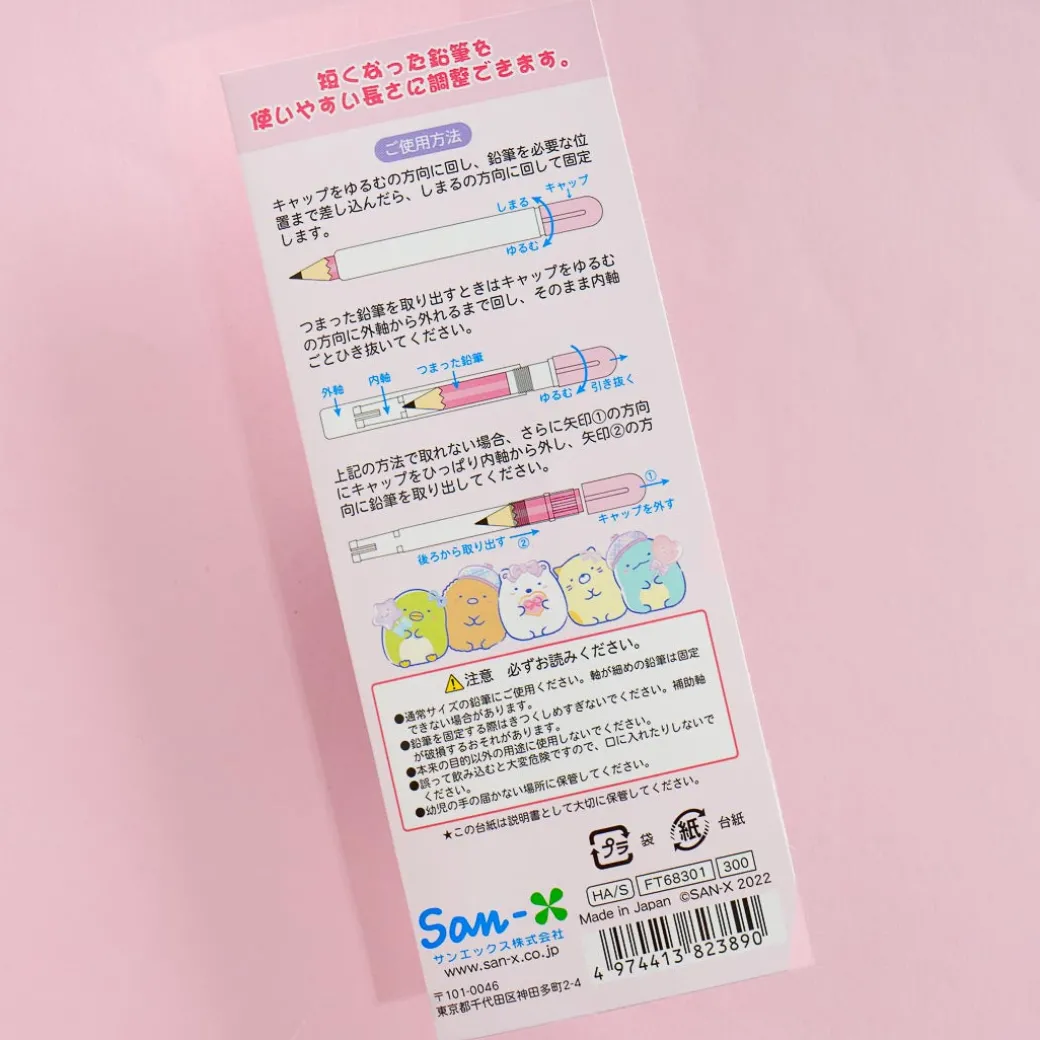 短くなった鉛筆を
使いやすい長さに調整できます。
ご使用方法
キャップをゆるむの方向に回し、鉛筆を必要な位
置まで差し込んだら、しまるの方向に回して固定
します。
しまる
キャップ
ゆるむ
つまった鉛筆を取り出すときはキャップをゆるむ
の方向に外軸から外れるまで回し、そのまま内軸
ごとひき抜いてください。
外軸
内軸
つまった鉛筆
ゆるむ
引き抜く
上記の方法で取れない場合、さらに矢印①の方向
にキャップをひっぱり内軸から外し、矢印②の方
向に鉛筆を取り出してください。
①
キャップを外す
後ろから取り出す
②
注意 必ずお読みください。
●通常サイズの鉛筆にご使用ください。軸が細めの鉛筆は固定
できない場合があります。
●鉛筆を固定する際はきつくしめすぎないでください。補助軸
が破損するおそれがあります。
●本来の目的以外の用途に使用しないでください。
●誤って飲み込むと大変危険ですので、口に入れたりしないで
ください。
●幼児の手の届かない場所に保管してください。
★この台紙は説明書として大切に保管してください。
プラ 袋 紙 台紙
HA/S FT68301 300
Made in Japan ©SAN-X 2022
San-X
サンエックス株式会社
www.san-x.co.jp
4 974413 823890
〒101-0046
東京都千代田区神田多町2-4